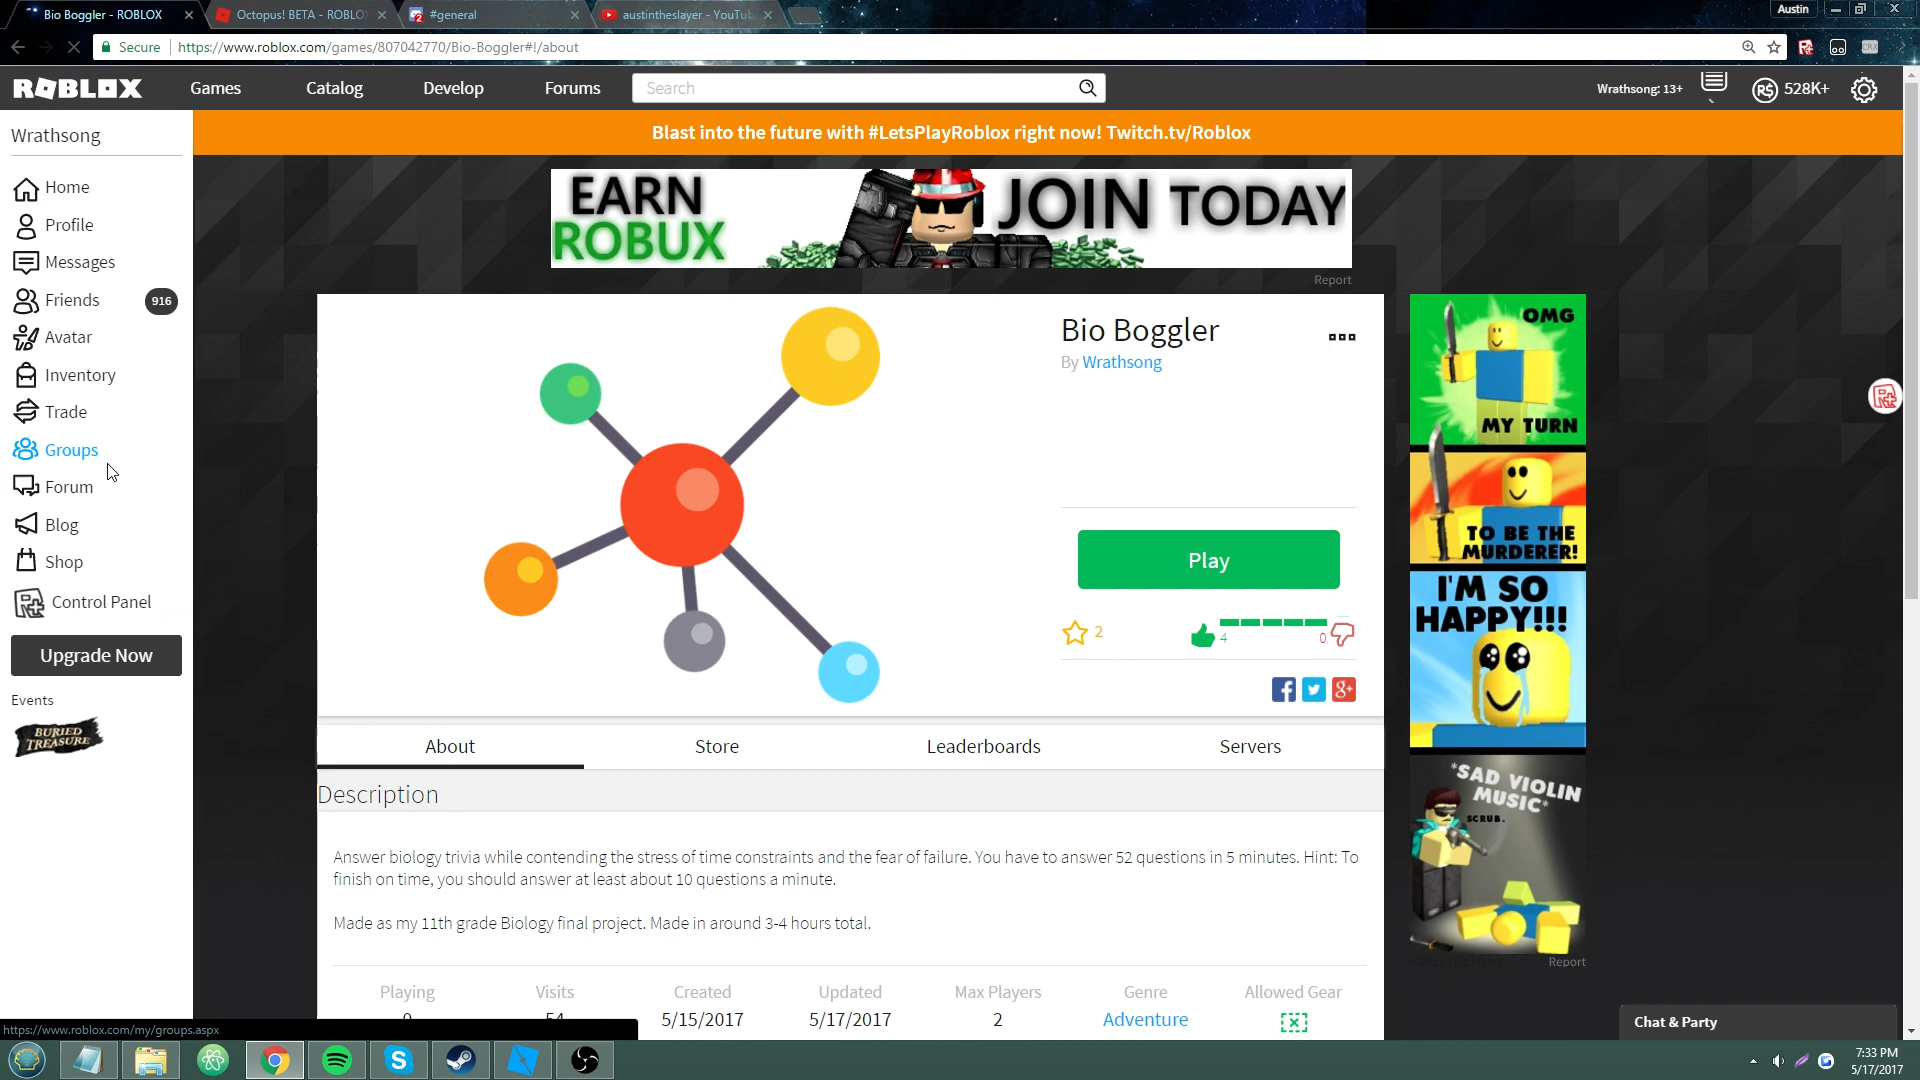 Bio Boggler - ROBLOX
Octopus! BETA - ROBLO
#general
austintheslayer - YouTub
Austin
Secure
https://www.roblox.com/games/807042770/Bio-Boggler#!/about
CRX
ROBLOX
Games
Catalog
Develop
Forums
Search
Wrathsong: 13+
R$
528K+
Wrathsong
Blast into the future with #LetsPlayRoblox right now! Twitch.tv/Roblox
Home
Profile
Messages
Friends
916
Avatar
Inventory
Trade
Groups
Forum
Blog
Shop
Control Panel
Upgrade Now
Events
BURIED
TREASURE
EARN
ROBUX
JOIN TODAY
Report
Bio Boggler
By Wrathsong
Play
2
4
0
About
Store
Leaderboards
Servers
Description
Answer biology trivia while contending the stress of time constraints and the fear of failure. You have to answer 52 questions in 5 minutes. Hint: To
finish on time, you should answer at least about 10 questions a minute.
Made as my 11th grade Biology final project. Made in around 3-4 hours total.
Playing
Visits
Created
Updated
Max Players
Genre
Allowed Gear
0
54
5/15/2017
5/17/2017
2
Adventure
OMG
MY TURN
TO BE THE
MURDERER!
I'M SO
HAPPY!!!
*SAD VIOLIN
MUSIC*
SCRUB.
ADVERTISEMENT
Report
Chat & Party
https://www.roblox.com/my/groups.aspx
7:33 PM
5/17/2017